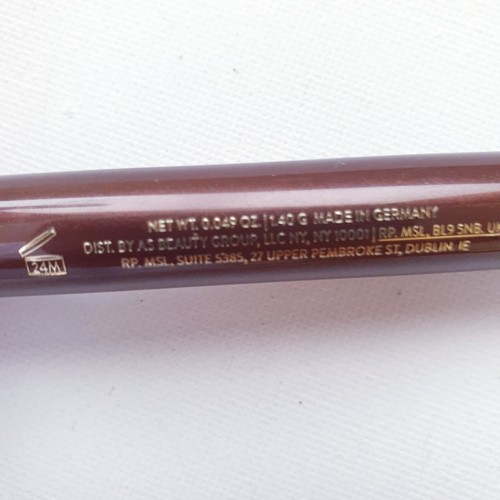 NET WT. 0.049 OZ. | 1.40 G MADE IN GERMANY
DIST. BY AS BEAUTY GROUP, LLC NY, NY 10001 | RP. MSL, BL9 5NB. UK
24M
RP. MSL. SUITE 5385, 27 UPPER PEMBROKE ST, DUBLIN IE